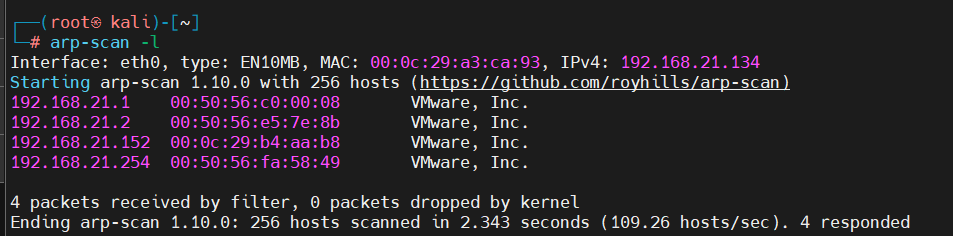 ┌──(root㉿ kali)-[~]
└─# arp-scan -l
Interface: eth0, type: EN10MB, MAC: 00:0c:29:a3:ca:93, IPv4: 192.168.21.134
Starting arp-scan 1.10.0 with 256 hosts (https://github.com/royhills/arp-scan)
192.168.21.1    00:50:56:c0:00:08       VMware, Inc.
192.168.21.2    00:50:56:e5:7e:8b       VMware, Inc.
192.168.21.152  00:0c:29:b4:aa:b8       VMware, Inc.
192.168.21.254  00:50:56:fa:58:49       VMware, Inc.

4 packets received by filter, 0 packets dropped by kernel
Ending arp-scan 1.10.0: 256 hosts scanned in 2.343 seconds (109.26 hosts/sec). 4 responded